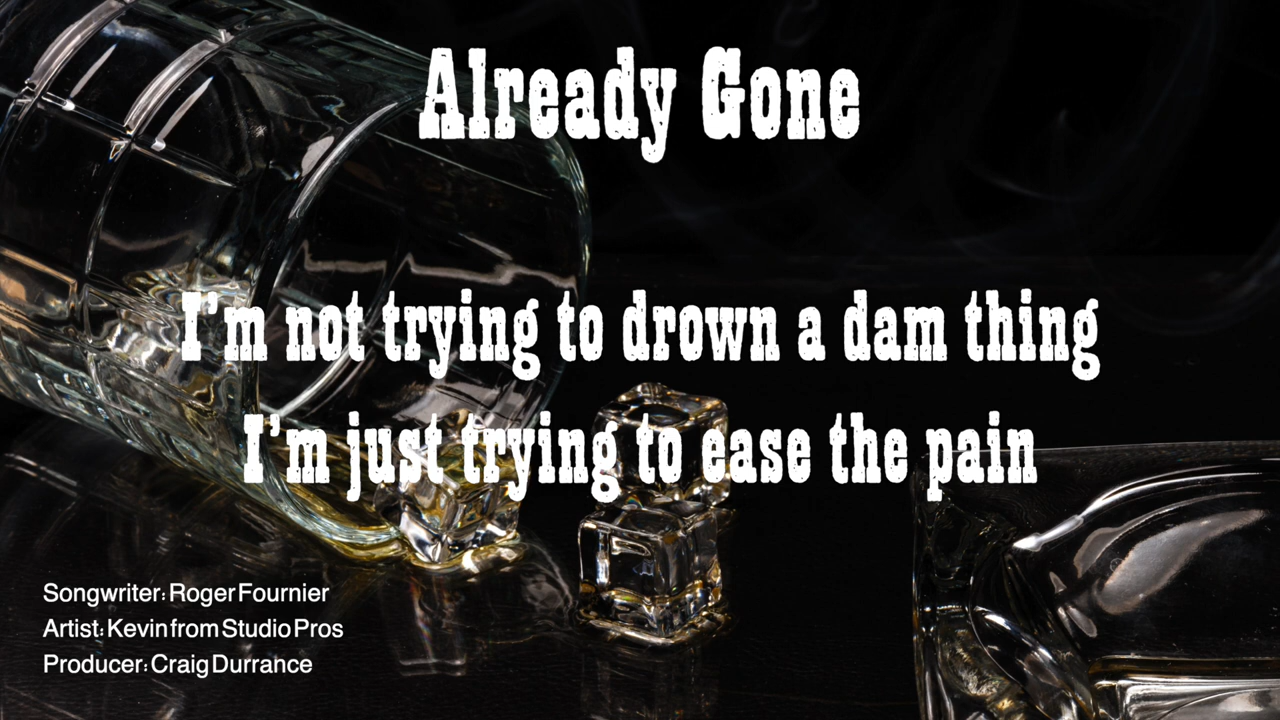 Already Gone
I'm not trying to drown a dam thing
I'm just trying to ease the pain
Songwriter: Roger Fournier
Artist: Kevin from Studio Pros
Producer: Craig Durrance